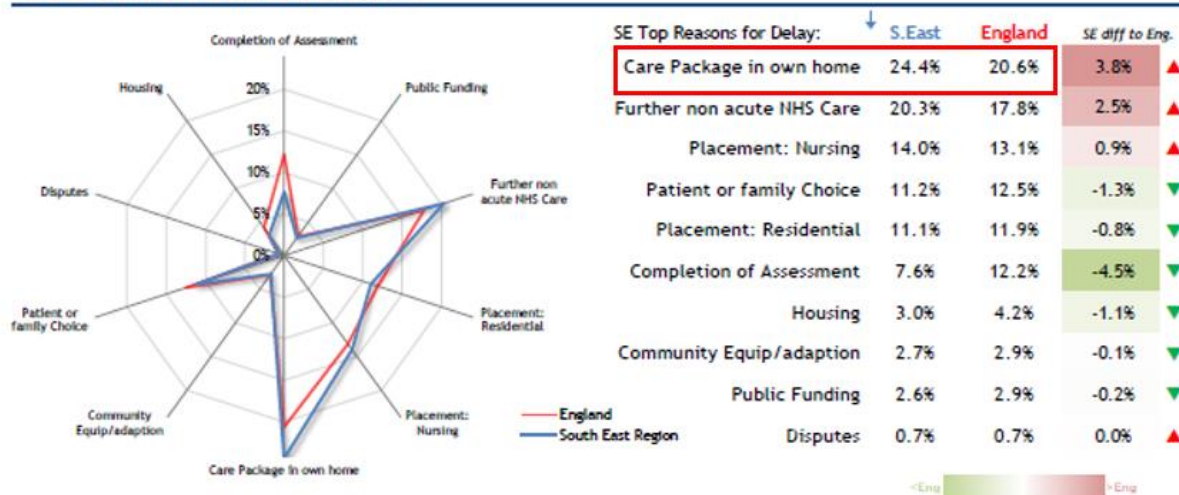 Completion of Assessment
Public Funding
Further non
acute NHS Care
Placement:
Residential
Placement:
Nursing
Care Package in own home
Community
Equip/adaption
Patient or
family Choice
Disputes
Housing
20%
15%
10%
5%
0%
England
South East Region
SE Top Reasons for Delay: ↓ S.East England SE diff to Eng.
Care Package in own home 24.4% 20.6% 3.8% ▲
Further non acute NHS Care 20.3% 17.8% 2.5% ▲
Placement: Nursing 14.0% 13.1% 0.9% ▲
Patient or family Choice 11.2% 12.5% -1.3% ▼
Placement: Residential 11.1% 11.9% -0.8% ▼
Completion of Assessment 7.6% 12.2% -4.5% ▼
Housing 3.0% 4.2% -1.1% ▼
Community Equip/adaption 2.7% 2.9% -0.1% ▼
Public Funding 2.6% 2.9% -0.2% ▼
Disputes 0.7% 0.7% 0.0% ▲
<Eng >Eng